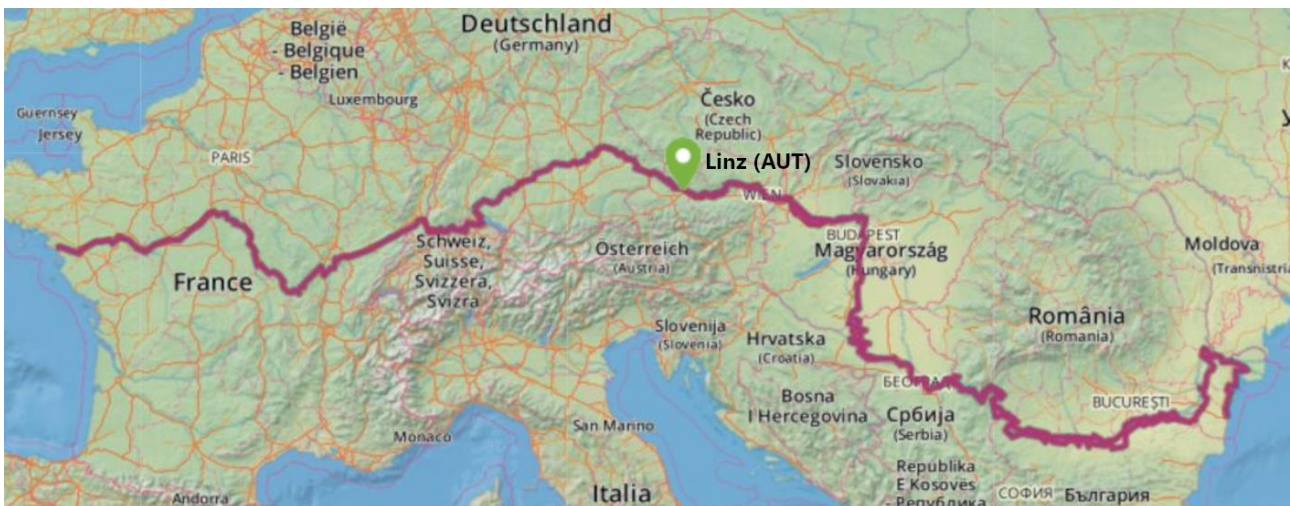 Deutschland
(Germany)
België
- Belgique
- Belgien
Luxembourg
Česko
(Czech
Republic)
Guernsey
Jersey
PARIS
Linz (AUT)
Slovensko
(Slovakia)
WIEN
BUDAPEST
Magyarország
(Hungary)
Moldova
(Transnistria
Schweiz,
Suisse,
Svizzera,
Svizra
Österreich
(Austria)
France
România
(Romania)
Slovenija
(Slovenia)
Hrvatska
(Croatia)
БЕОГРАД
BUCUREȘTI
Bosna
I Hercegovina
Србија
(Serbia)
Monaco
San Marino
Republika
E Kosovës
- Република
Andorra
Italia
СОФИЯ
България